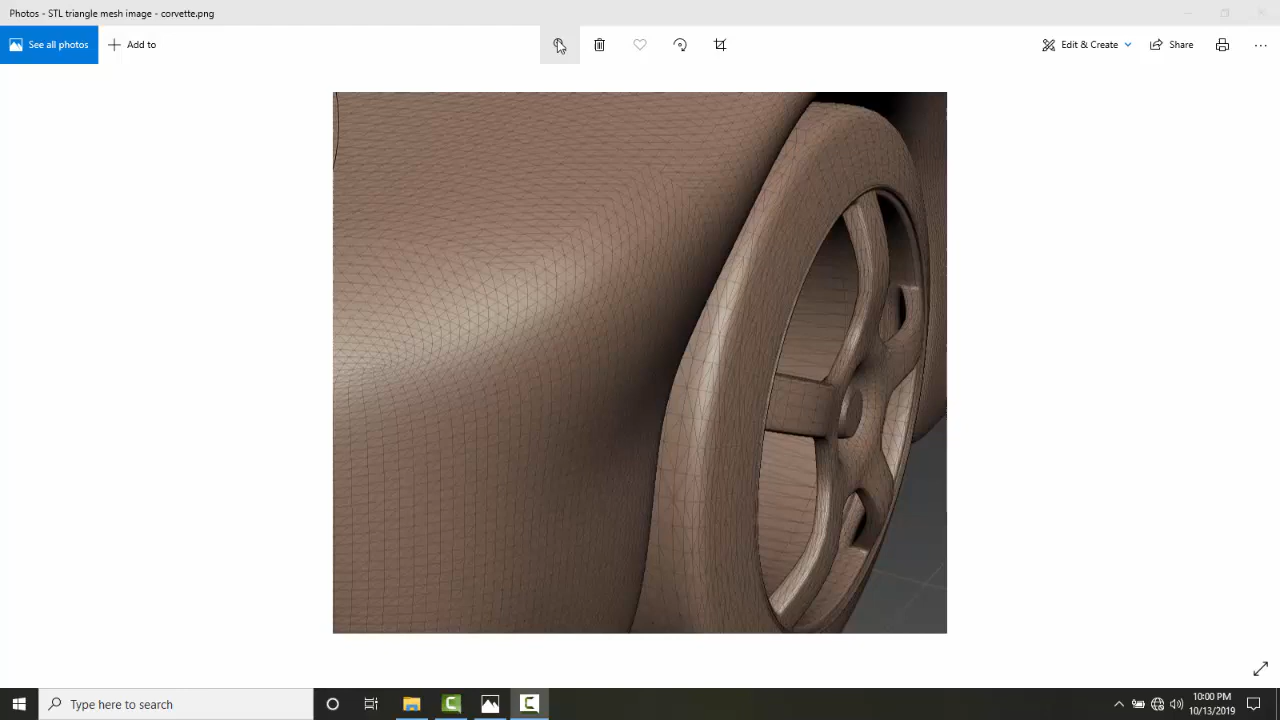 Photos - STL triangle mesh image - corvette.png
See all photos
Add to
Edit & Create
Share
Type here to search
10:00 PM
10/13/2019